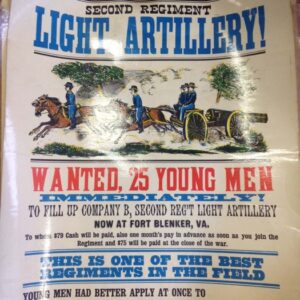 SECOND REGIMENT
LIGHT ARTILLERY!
WANTED, 25 YOUNG MEN
IMMEDIATELY!
TO FILL UP COMPANY B, SECOND REG'T LIGHT ARTILLERY
NOW AT FORT BLENKER, VA.
To whom $79 Cash will be paid, also one month's pay in advance as soon as you join the
Regiment and $75 will be paid at the close of the war.
THIS IS ONE OF THE BEST
REGIMENTS IN THE FIELD
YOUNG MEN HAD BETTER APPLY AT ONCE TO